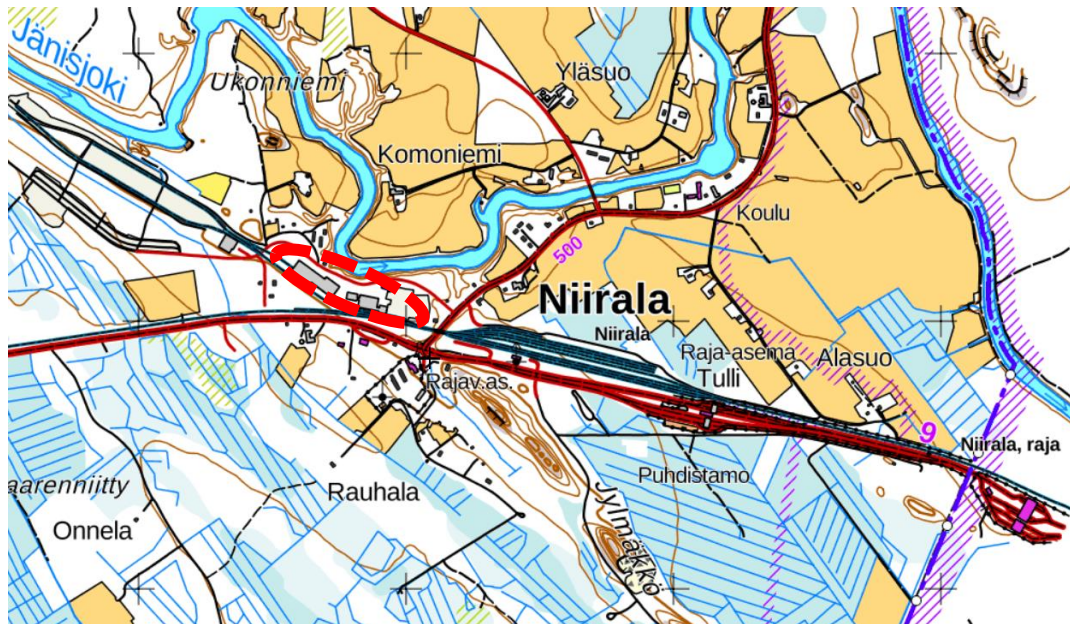 Jänisjoki
Ukonniemi
Yläsuo
Komoniemi
Koulu
500
Niirala
Niirala
Raja-asema
Tulli
Alasuo
Rajav.as.
9
Niirala, raja
Puhdistamo
Rauhala
Jylmäkkö
aarenniitty
Onnela